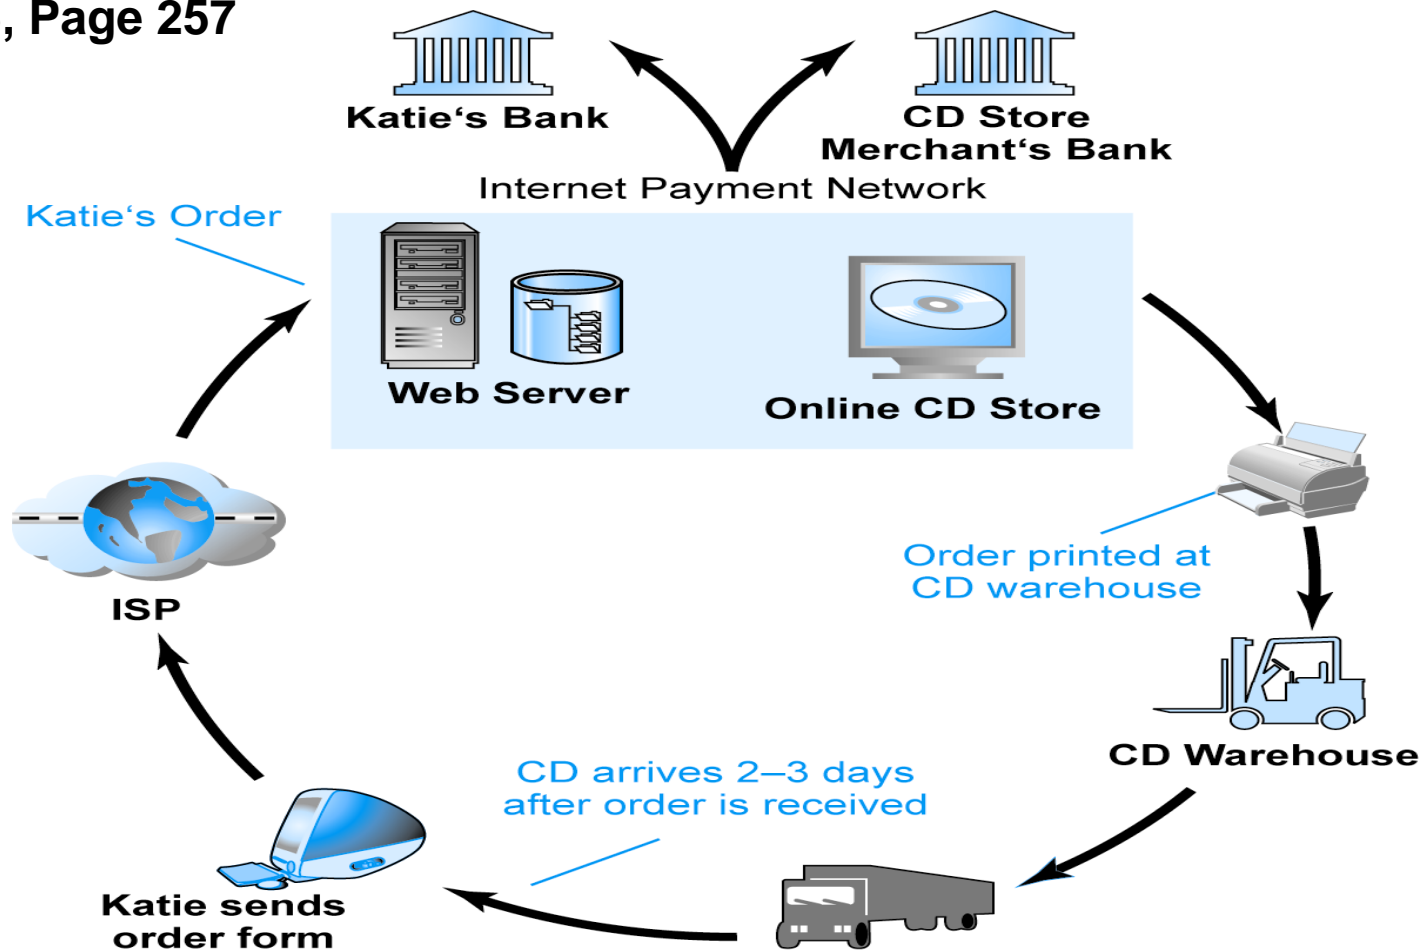 , Page 257
Katie‘s Bank
CD Store
Merchant‘s Bank
Internet Payment Network
Katie‘s Order
Web Server
Online CD Store
Order printed at
CD warehouse
ISP
CD Warehouse
CD arrives 2–3 days
after order is received
Katie sends
order form